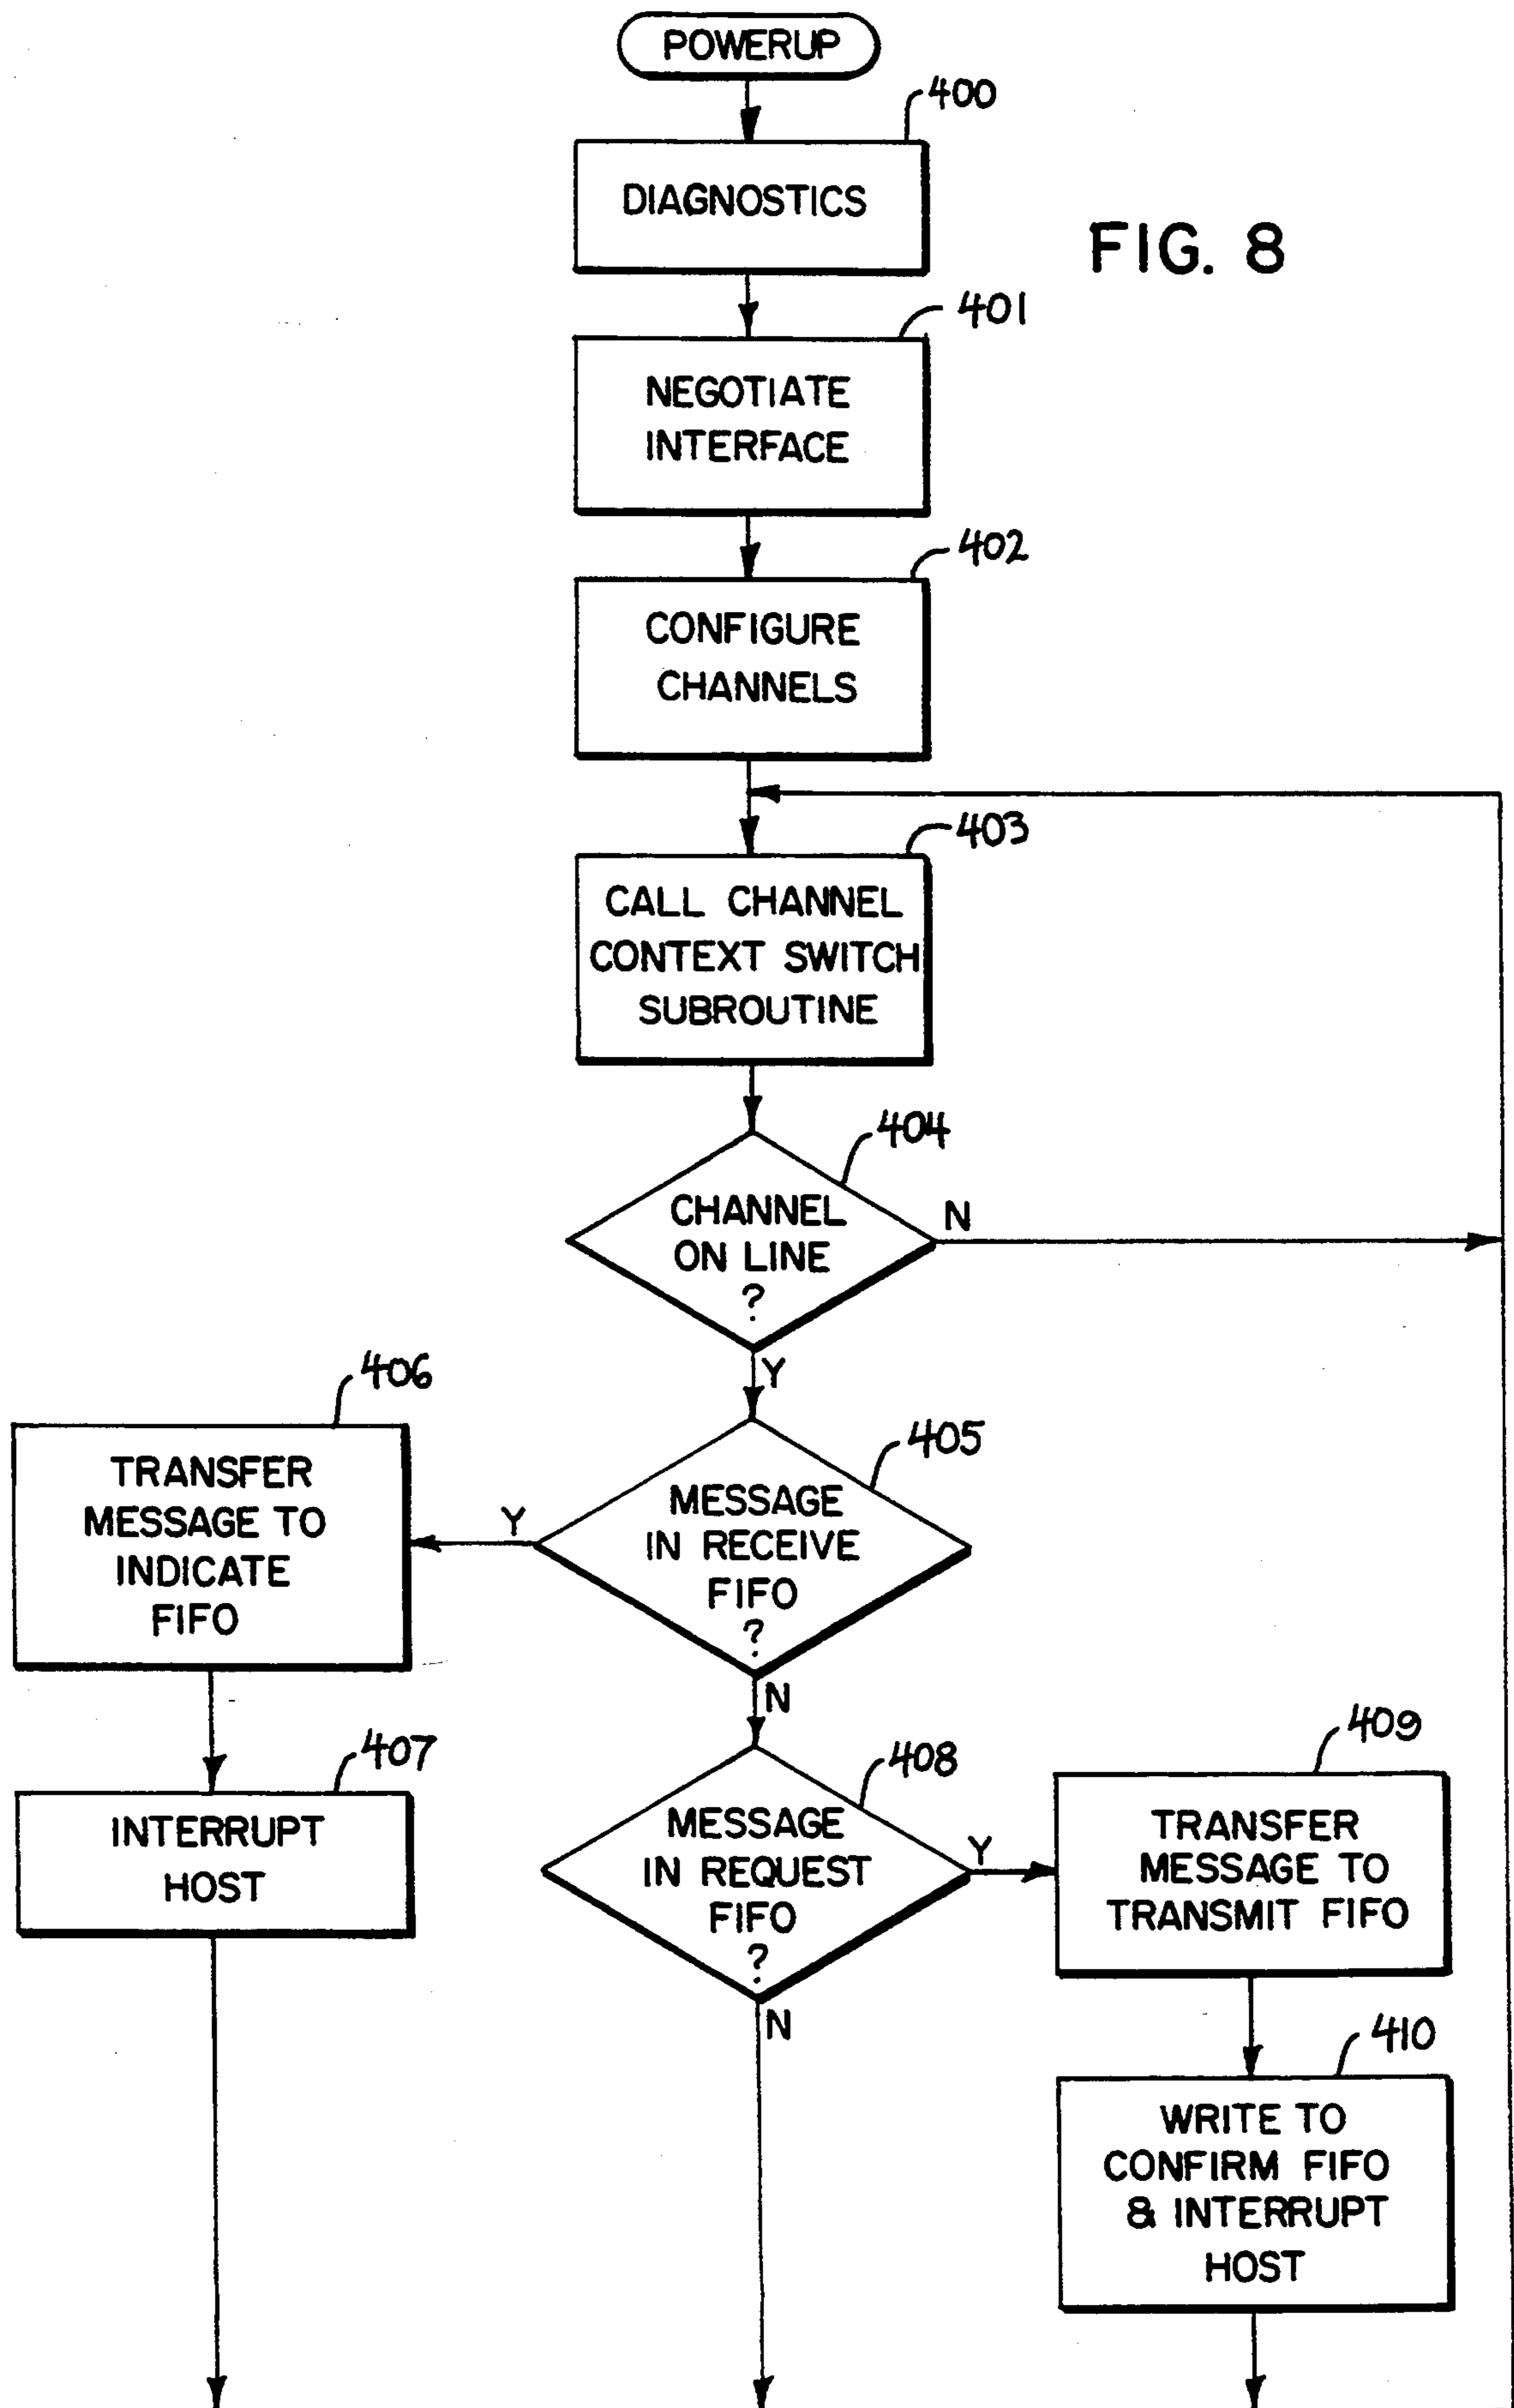 POWERUP
400
DIAGNOSTICS
FIG. 8
401
NEGOTIATE
INTERFACE
402
CONFIGURE
CHANNELS
403
CALL CHANNEL
CONTEXT SWITCH
SUBROUTINE
404
CHANNEL
ON LINE
?
N
Y
406
TRANSFER
MESSAGE TO
INDICATE
FIFO
405
MESSAGE
IN RECEIVE
FIFO
?
Y
N
407
INTERRUPT
HOST
408
MESSAGE
IN REQUEST
FIFO
?
Y
N
409
TRANSFER
MESSAGE TO
TRANSMIT FIFO
410
WRITE TO
CONFIRM FIFO
& INTERRUPT
HOST